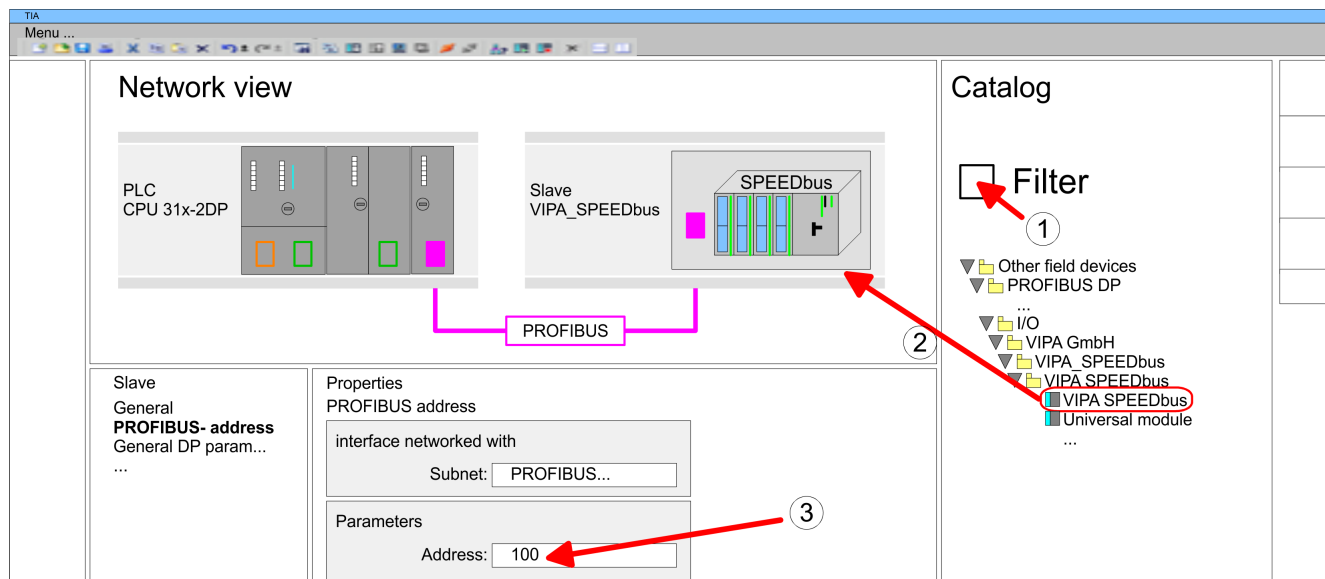 TIA
Menu ...
Network view
PLC
CPU 31x-2DP
Slave
VIPA_SPEEDbus
SPEEDbus
PROFIBUS
Catalog
Filter
1
Other field devices
PROFIBUS DP
...
I/O
VIPA GmbH
VIPA_SPEEDbus
VIPA SPEEDbus
VIPA SPEEDbus
Universal module
...
2
Slave
General
PROFIBUS- address
General DP param...
...
Properties
PROFIBUS address
interface networked with
Subnet: PROFIBUS...
Parameters
Address: 100
3